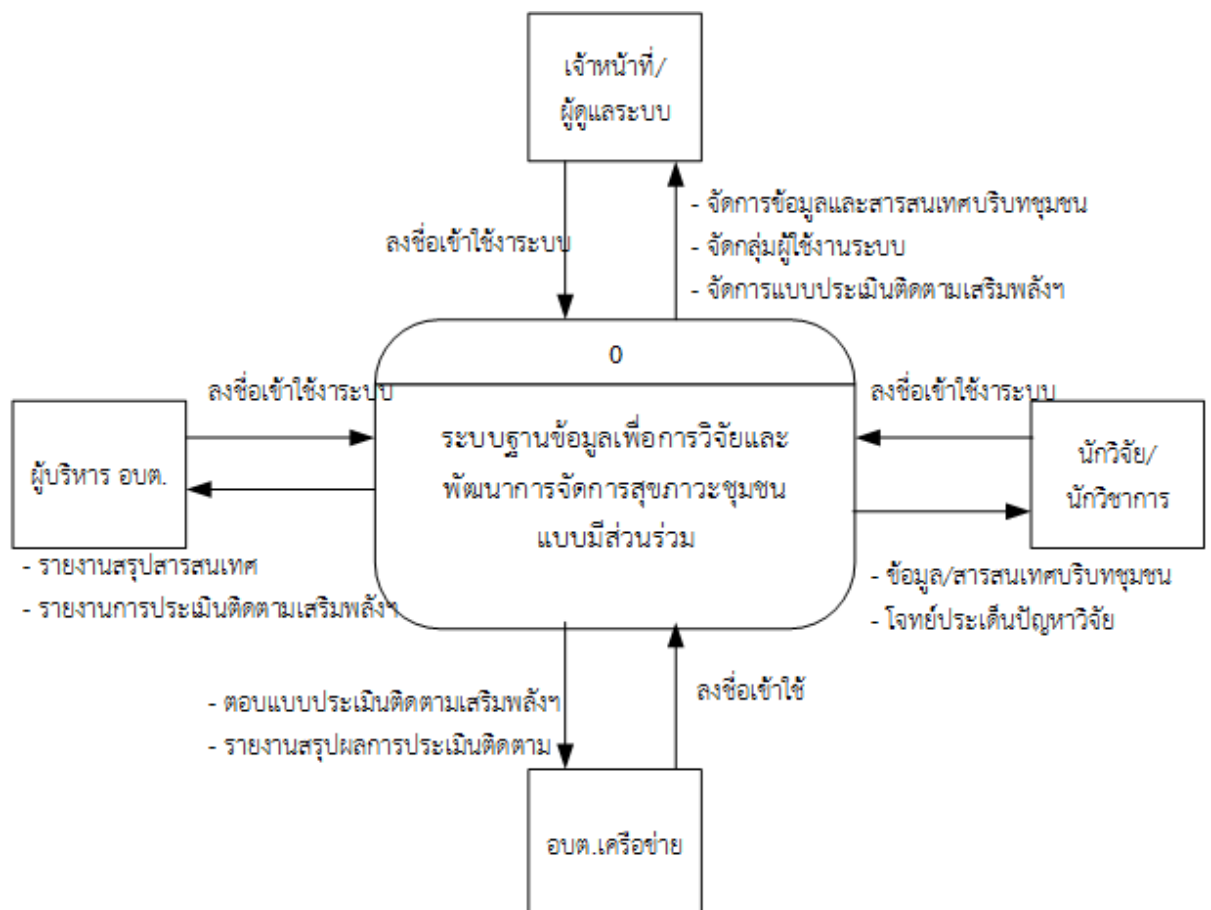 เจ้าหน้าที่/
ผู้ดูแลระบบ
- จัดการข้อมูลและสารสนเทศบริบทชุมชน
ลงชื่อเข้าใช้งาระบบ
- จัดกลุ่มผู้ใช้งานระบบ
- จัดการแบบประเมินติดตามเสริมพลังฯ
0
ลงชื่อเข้าใช้งาระบบ
ลงชื่อเข้าใช้งาระบบ
ผู้บริหาร อบต.
ระบบฐานข้อมูลเพื่อการวิจัยและ
พัฒนาการจัดการสุขภาวะชุมชน
แบบมีส่วนร่วม
นักวิจัย/
นักวิชาการ
- รายงานสรุปสารสนเทศ
- รายงานการประเมินติดตามเสริมพลังฯ
- ข้อมูล/สารสนเทศบริบทชุมชน
- โจทย์ประเด็นปัญหาวิจัย
- ตอบแบบประเมินติดตามเสริมพลังฯ
- รายงานสรุปผลการประเมินติดตาม
ลงชื่อเข้าใช้
อบต.เครือข่าย